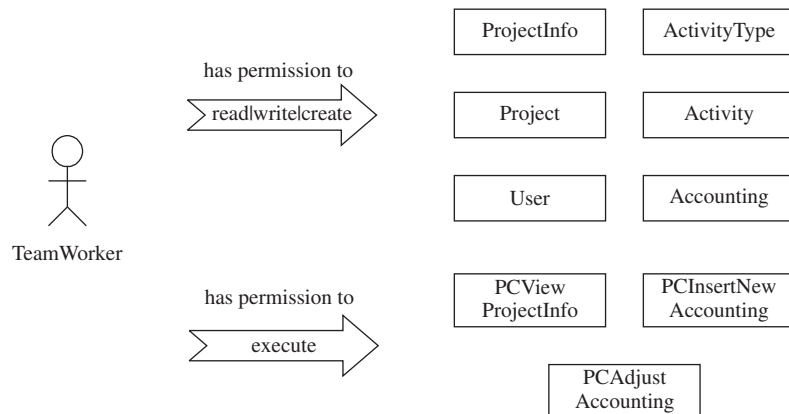 ProjectInfo
ActivityType
has permission to
read|write|create
Project
Activity
User
Accounting
TeamWorker
has permission to
execute
PCView
ProjectInfo
PCInsertNew
Accounting
PCAdjust
Accounting